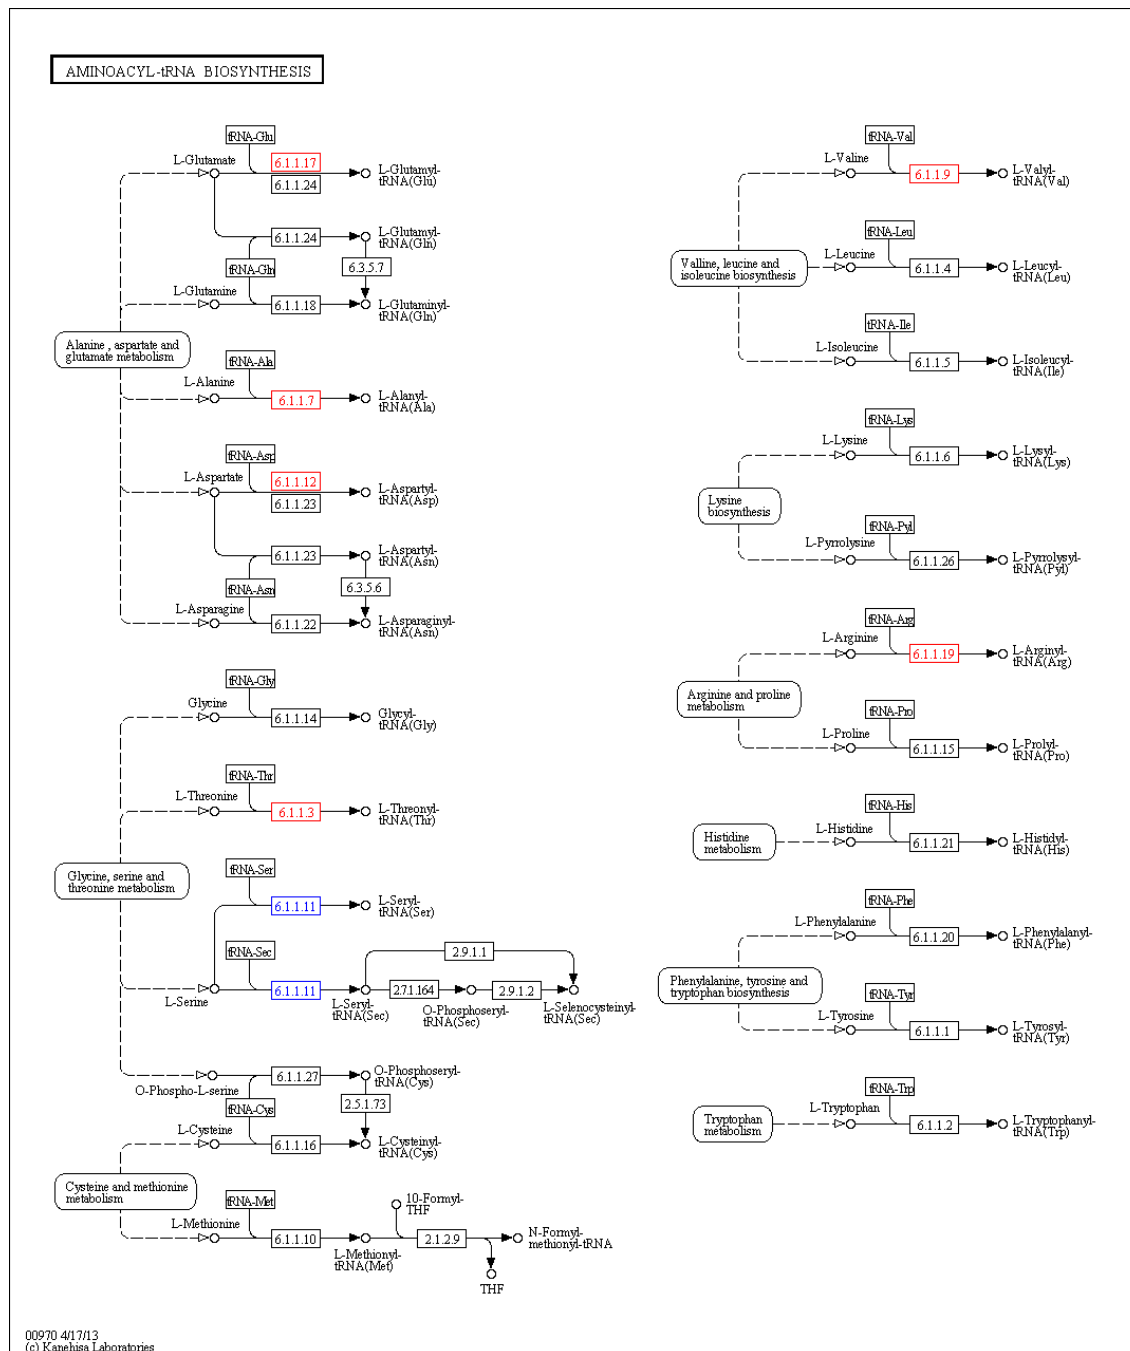 AMINOACYL-tRNA BIOSYNTHESIS
tRNA-Glu
L-Glutamate
6.1.1.17
6.1.1.24
L-Glutamyl-
tRNA(Glu)
6.1.1.24
L-Glutamyl-
tRNA(Gln)
tRNA-Gln
6.3.5.7
L-Glutamine
6.1.1.18
L-Glutaminyl-
tRNA(Gln)
Alanine , aspartate and
glutamate metabolism
tRNA-Ala
L-Alanine
6.1.1.7
L-Alanyl-
tRNA(Ala)
tRNA-Asp
L-Aspartate
6.1.1.12
6.1.1.23
L-Aspartyl-
tRNA(Asp)
6.1.1.23
L-Aspartyl-
tRNA(Asn)
tRNA-Asn
6.3.5.6
L-Asparagine
6.1.1.22
L-Asparaginyl-
tRNA(Asn)
tRNA-Gly
Glycine
6.1.1.14
Glycyl-
tRNA(Gly)
tRNA-Thr
L-Threonine
6.1.1.3
L-Threonyl-
tRNA(Thr)
Glycine, serine and
threonine metabolism
tRNA-Ser
6.1.1.11
L-Seryl-
tRNA(Ser)
tRNA-Sec
2.9.1.1
L-Serine
6.1.1.11
L-Seryl-
tRNA(Sec)
2.7.1.164
O-Phosphoseryl-
tRNA(Sec)
2.9.1.2
L-Selenocysteinyl-
tRNA(Sec)
O-Phospho-L-serine
6.1.1.27
O-Phosphoseryl-
tRNA(Cys)
tRNA-Cys
2.5.1.73
L-Cysteine
6.1.1.16
L-Cysteinyl-
tRNA(Cys)
Cysteine and methionine
metabolism
tRNA-Met
L-Methionine
6.1.1.10
L-Methionyl-
tRNA(Met)
10-Formyl-
THF
2.1.2.9
N-Formyl-
methionyl-tRNA
THF
tRNA-Val
L-Valine
6.1.1.9
L-Valyl-
tRNA(Val)
tRNA-Leu
Valline, leucine and
isoleucine biosynthesis
L-Leucine
6.1.1.4
L-Leucyl-
tRNA(Leu)
tRNA-Ile
L-Isoleucine
6.1.1.5
L-Isoleucyl-
tRNA(Ile)
tRNA-Lys
L-Lysine
6.1.1.6
L-Lysyl-
tRNA(Lys)
Lysine
biosynthesis
tRNA-Pyl
L-Pyrrolysine
6.1.1.26
L-Pyrrolysyl-
tRNA(Pyl)
tRNA-Arg
L-Arginine
6.1.1.19
L-Arginyl-
tRNA(Arg)
Arginine and proline
metabolism
tRNA-Pro
L-Proline
6.1.1.15
L-Prolyl-
tRNA(Pro)
tRNA-His
Histidine
metabolism
L-Histidine
6.1.1.21
L-Histidyl-
tRNA(His)
tRNA-Phe
L-Phenylalanine
6.1.1.20
L-Phenylalanyl-
tRNA(Phe)
Phenylalanine, tyrosine and
tryptophan biosynthesis
tRNA-Tyr
L-Tyrosine
6.1.1.1
L-Tyrosyl-
tRNA(Tyr)
tRNA-Trp
Tryptophan
metabolism
L-Tryptophan
6.1.1.2
L-Tryptophanyl-
tRNA(Trp)
00970 4/17/13
(c) Kanehisa Laboratories